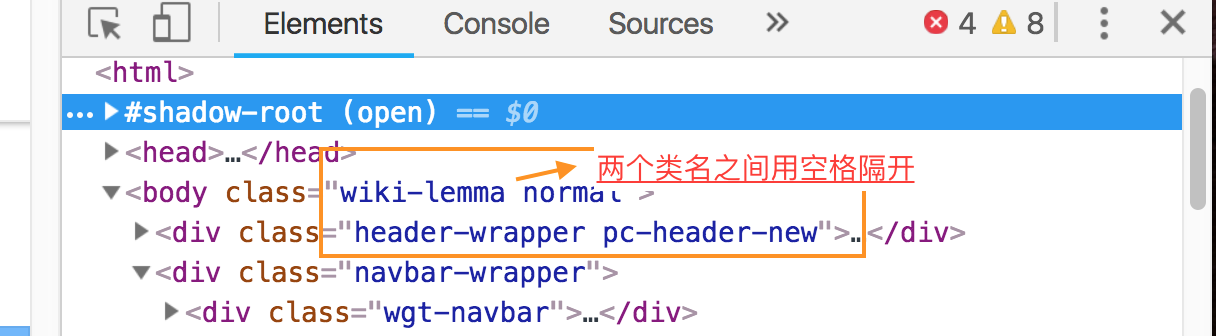 Elements Console Sources » 4 8
<html>
… ▶#shadow-root (open) == $0
▶<head>…</head>
两个类名之间用空格隔开
▼<body class="wiki-lemma normal">
▶<div class="header-wrapper pc-header-new">…</div>
▼<div class="navbar-wrapper">
▶<div class="wgt-navbar">…</div>